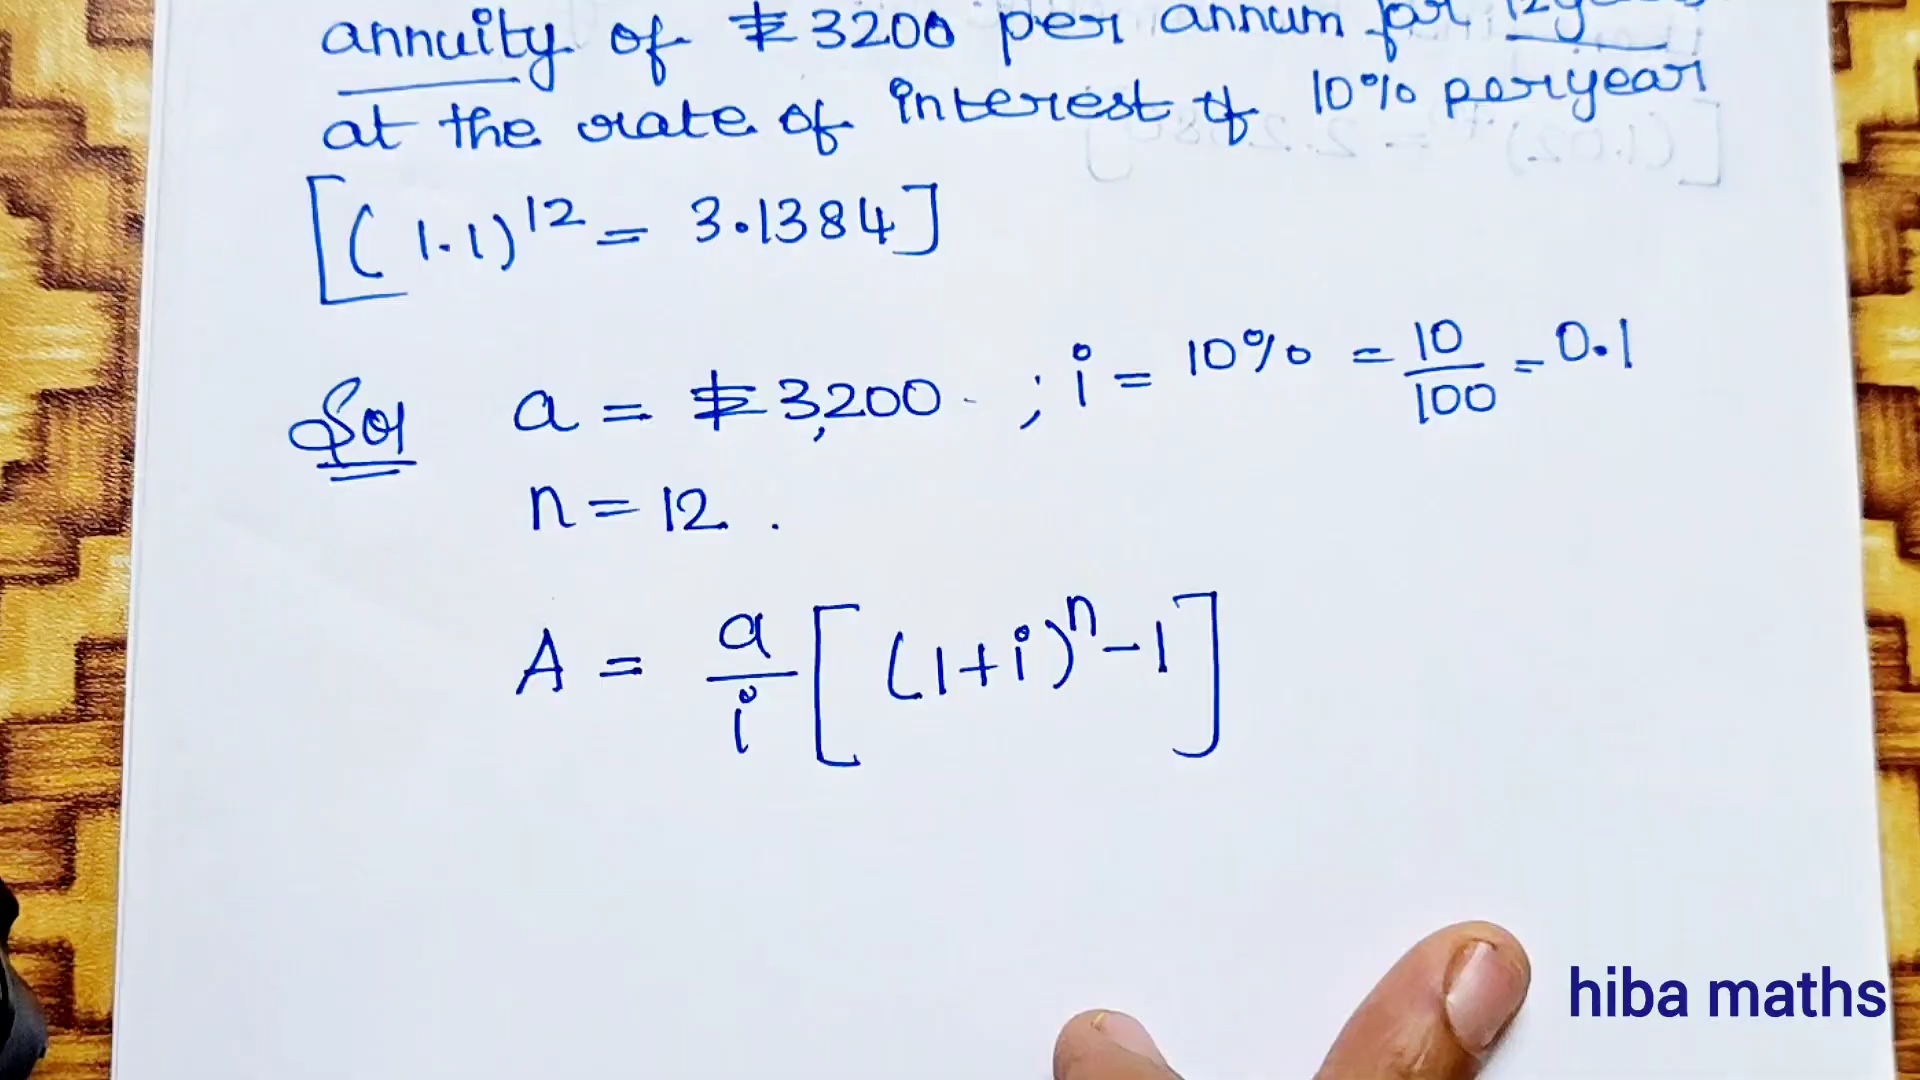 annuity of ₹ 3200 per annum for 12
at the rate of interest of 10% per year
[(1.1)^12 = 3.1384]
Sol a = ₹ 3,200 ; i = 10% = 10/100 = 0.1
n = 12.
A = a/i [(1+i)^n - 1]
hiba maths